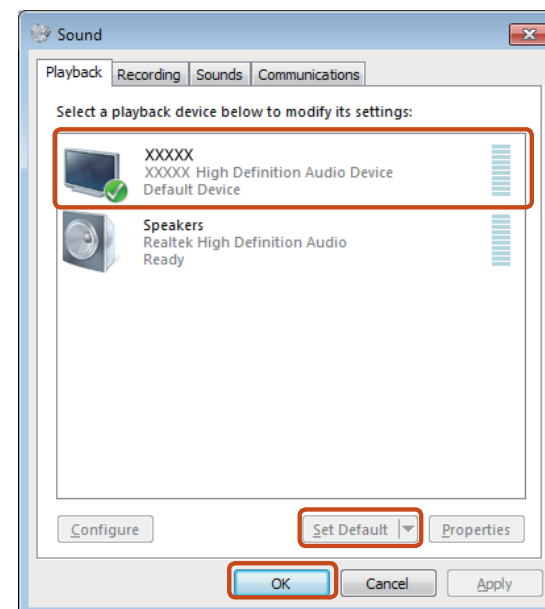 Sound
Playback Recording Sounds Communications
Select a playback device below to modify its settings:
XXXXX
XXXXX High Definition Audio Device
Default Device
Speakers
Realtek High Definition Audio
Ready
Configure Set Default Properties
OK Cancel Apply